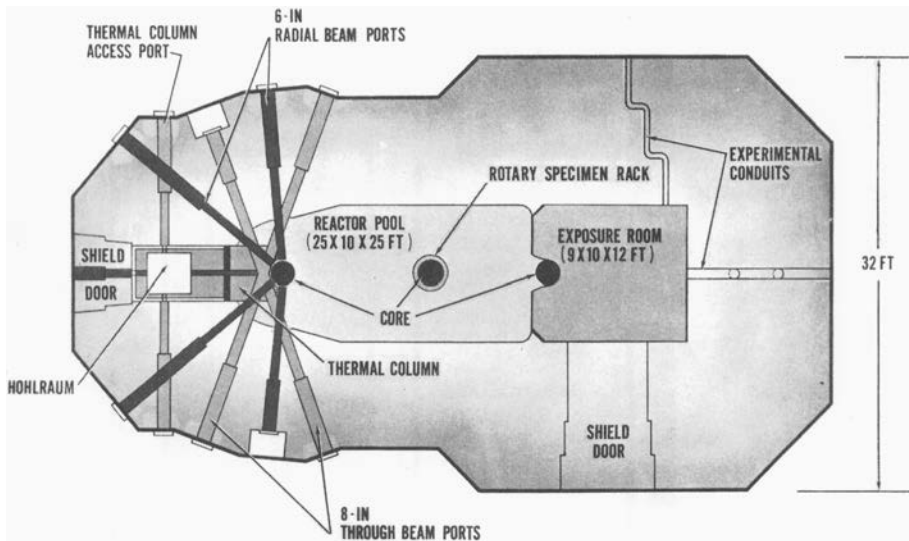 6-IN
RADIAL BEAM PORTS
THERMAL COLUMN
ACCESS PORT
EXPERIMENTAL
CONDUITS
ROTARY SPECIMEN RACK
REACTOR POOL
(25 X 10 X 25 FT)
EXPOSURE ROOM
(9 X 10 X 12 FT)
SHIELD
DOOR
32 FT
CORE
THERMAL COLUMN
HOHLRAUM
SHIELD
DOOR
8-IN
THROUGH BEAM PORTS